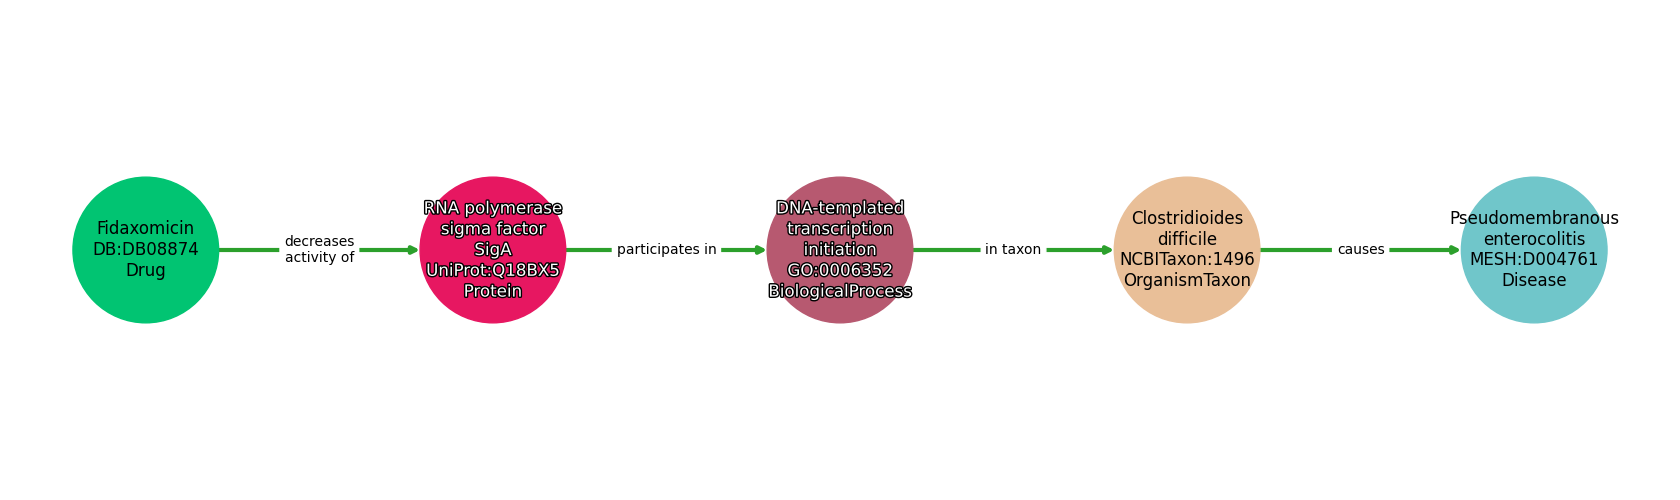 Fidaxomicin
DB:DB08874
Drug
decreases
activity of
RNA polymerase
sigma factor
SigA
UniProt:Q18BX5
Protein
participates in
DNA-templated
transcription
initiation
GO:0006352
BiologicalProcess
in taxon
Clostridioides
difficile
NCBITaxon:1496
OrganismTaxon
causes
Pseudomembranous
enterocolitis
MESH:D004761
Disease